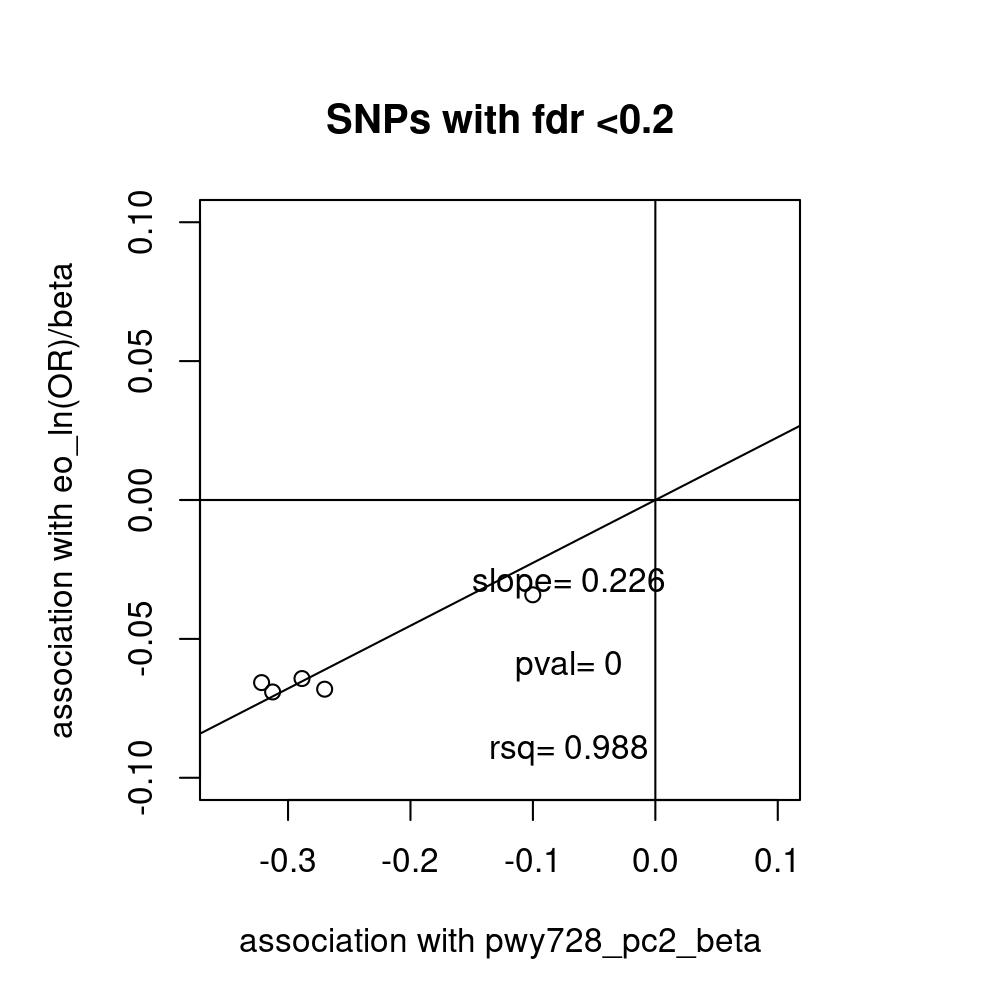 SNPs with fdr <0.2
association with eo_ln(OR)/beta
0.10
0.05
0.00
-0.05
-0.10
slope= 0.226
pval= 0
rsq= 0.988
-0.3 -0.2 -0.1 0.0 0.1
association with pwy728_pc2_beta